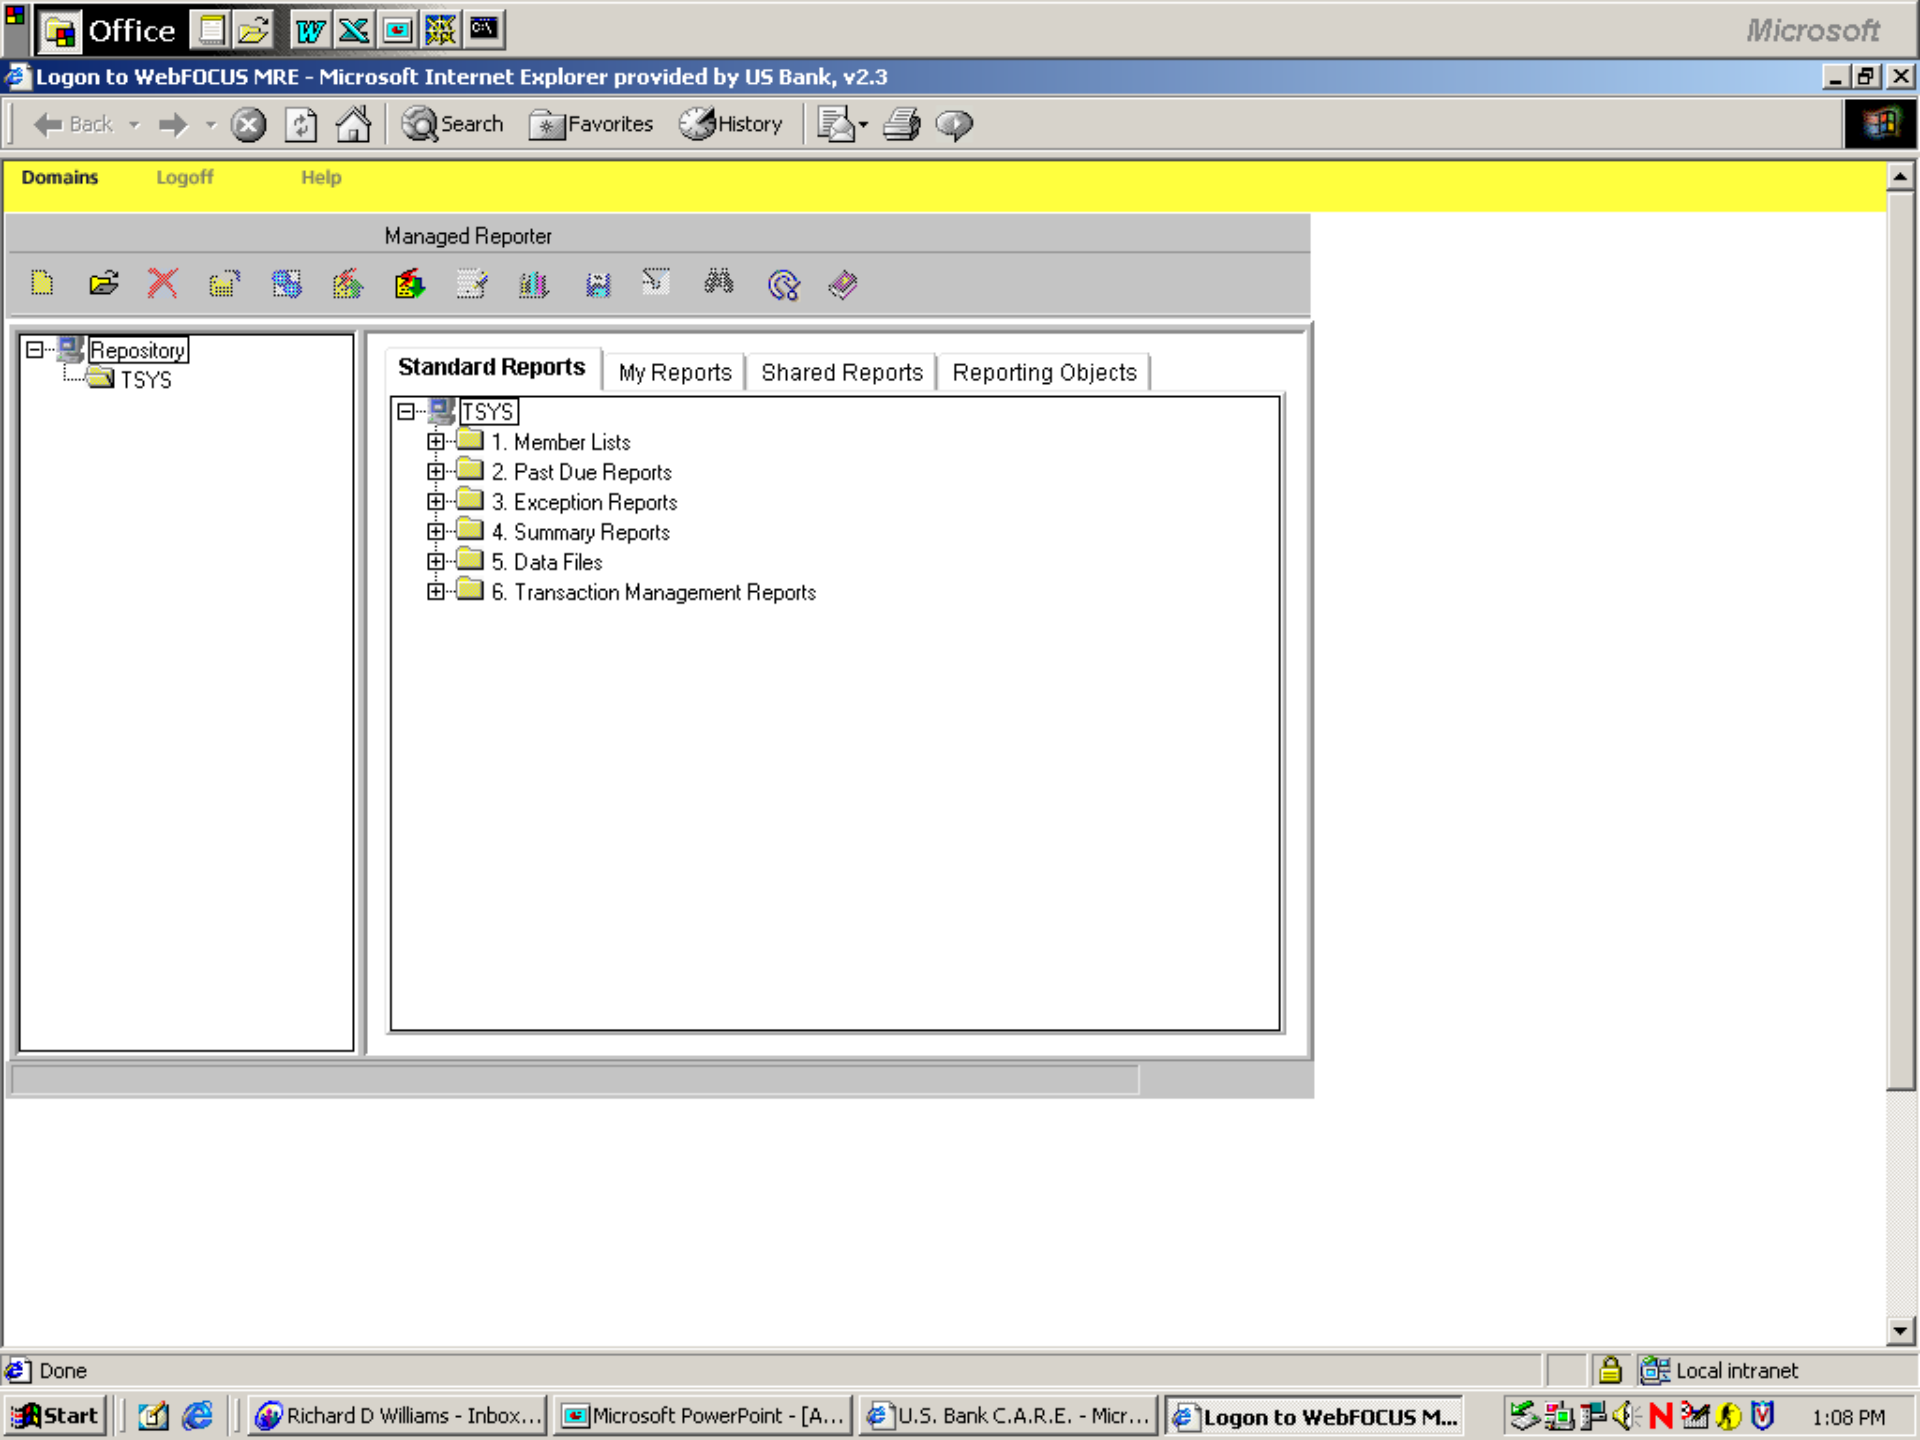 Office
Microsoft
Logon to WebFOCUS MRE - Microsoft Internet Explorer provided by US Bank, v2.3
Back Search Favorites History
Domains Logoff Help
Managed Reporter
Repository
TSYS
Standard Reports My Reports Shared Reports Reporting Objects
TSYS
1. Member Lists
2. Past Due Reports
3. Exception Reports
4. Summary Reports
5. Data Files
6. Transaction Management Reports
Done Local intranet
Start Richard D Williams - Inbox... Microsoft PowerPoint - [A... U.S. Bank C.A.R.E. - Micr... Logon to WebFOCUS M... 1:08 PM